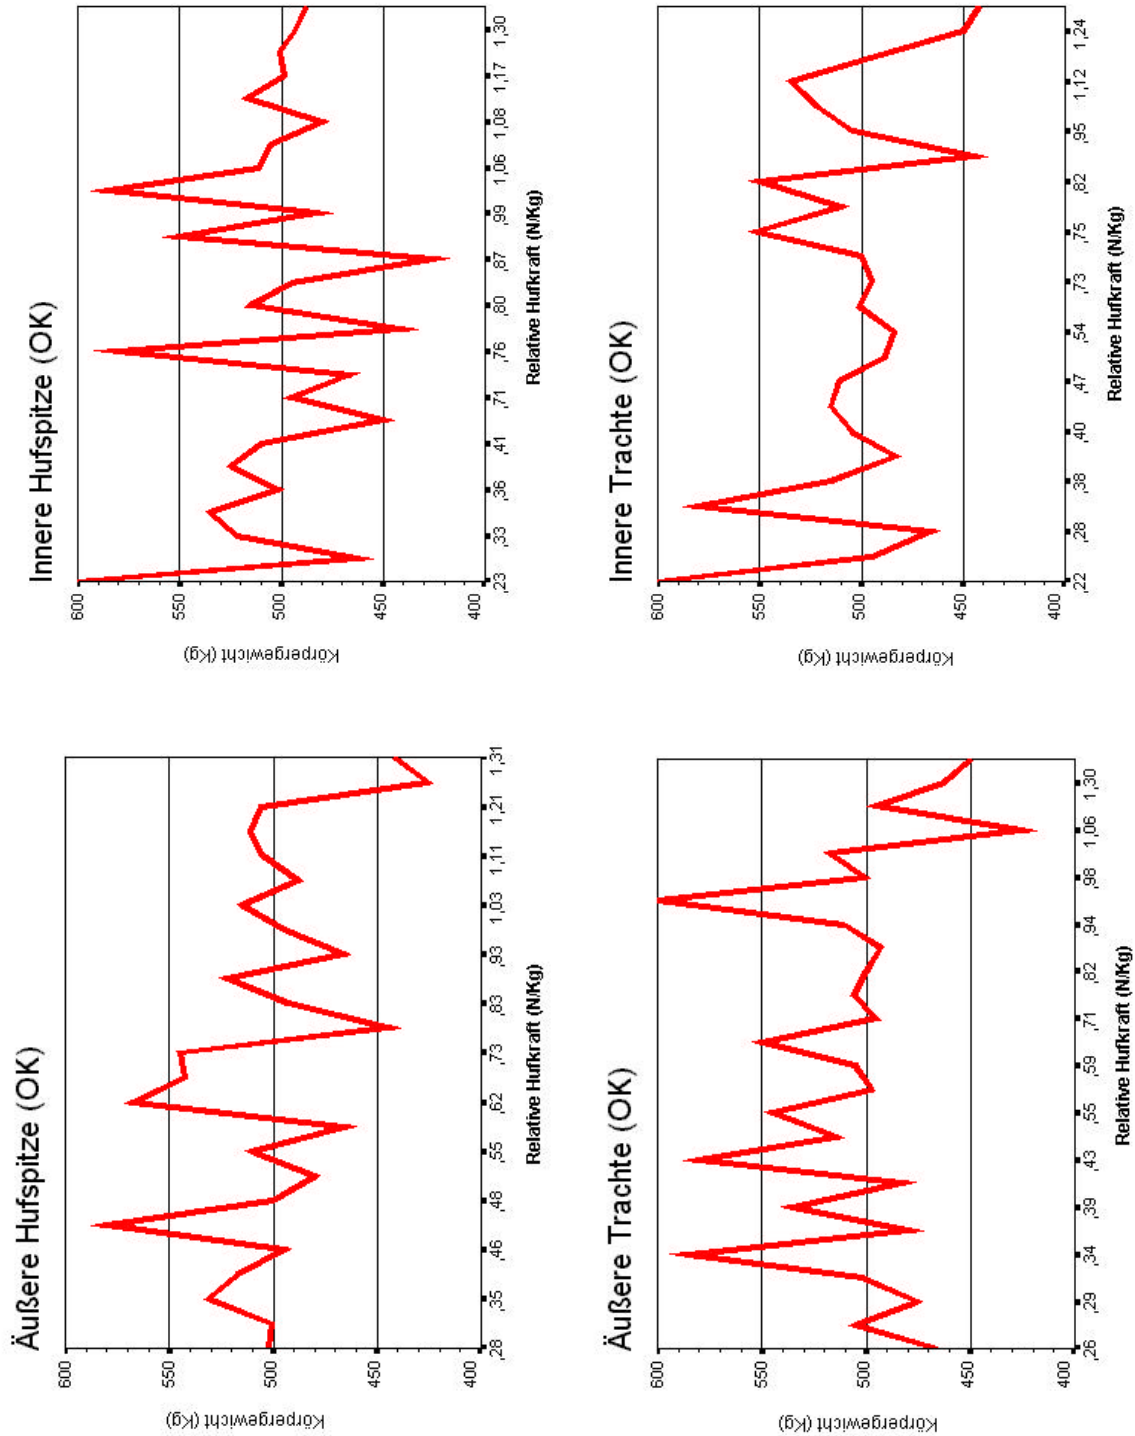 Äußere Hufspitze (OK)
Körpergewicht (Kg)
600
550
500
450
400
,28 ,35 ,46 ,48 ,55 ,62 ,73 ,83 ,93 1,03 1,11 1,21 1,31
Relative Hufkraft (N/Kg)
Innere Hufspitze (OK)
Körpergewicht (Kg)
600
550
500
450
400
,23 ,33 ,36 ,41 ,71 ,76 ,80 ,87 ,99 1,06 1,08 1,17 1,30
Relative Hufkraft (N/Kg)
Äußere Trachte (OK)
Körpergewicht (Kg)
600
550
500
450
400
,26 ,29 ,34 ,39 ,43 ,55 ,59 ,71 ,82 ,94 ,98 1,06 1,30
Relative Hufkraft (N/Kg)
Innere Trachte (OK)
Körpergewicht (Kg)
600
550
500
450
400
,22 ,28 ,38 ,40 ,47 ,54 ,73 ,75 ,82 ,95 1,12 1,24
Relative Hufkraft (N/Kg)